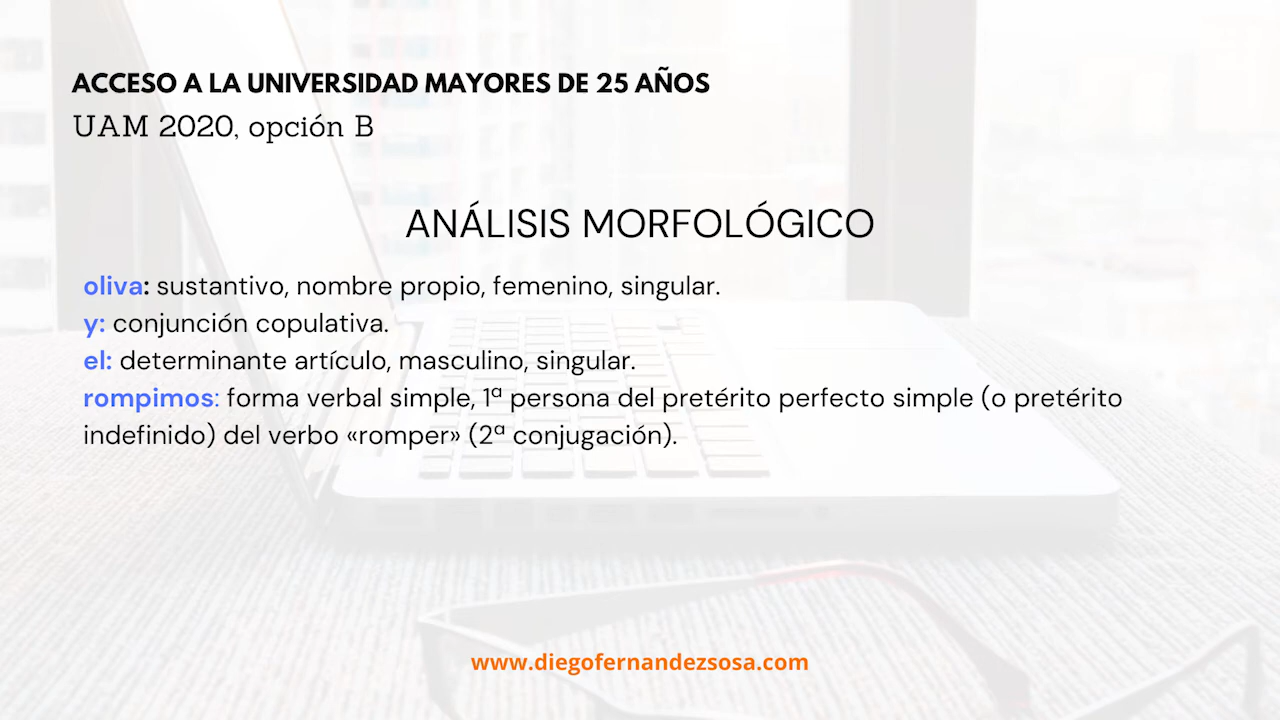 ACCESO A LA UNIVERSIDAD MAYORES DE 25 AÑOS
UAM 2020, opción B
ANÁLISIS MORFOLÓGICO
oliva: sustantivo, nombre propio, femenino, singular.
y: conjunción copulativa.
el: determinante artículo, masculino, singular.
rompimos: forma verbal simple, 1ª persona del pretérito perfecto simple (o pretérito
indefinido) del verbo «romper» (2ª conjugación).
www.diegofernandezsosa.com